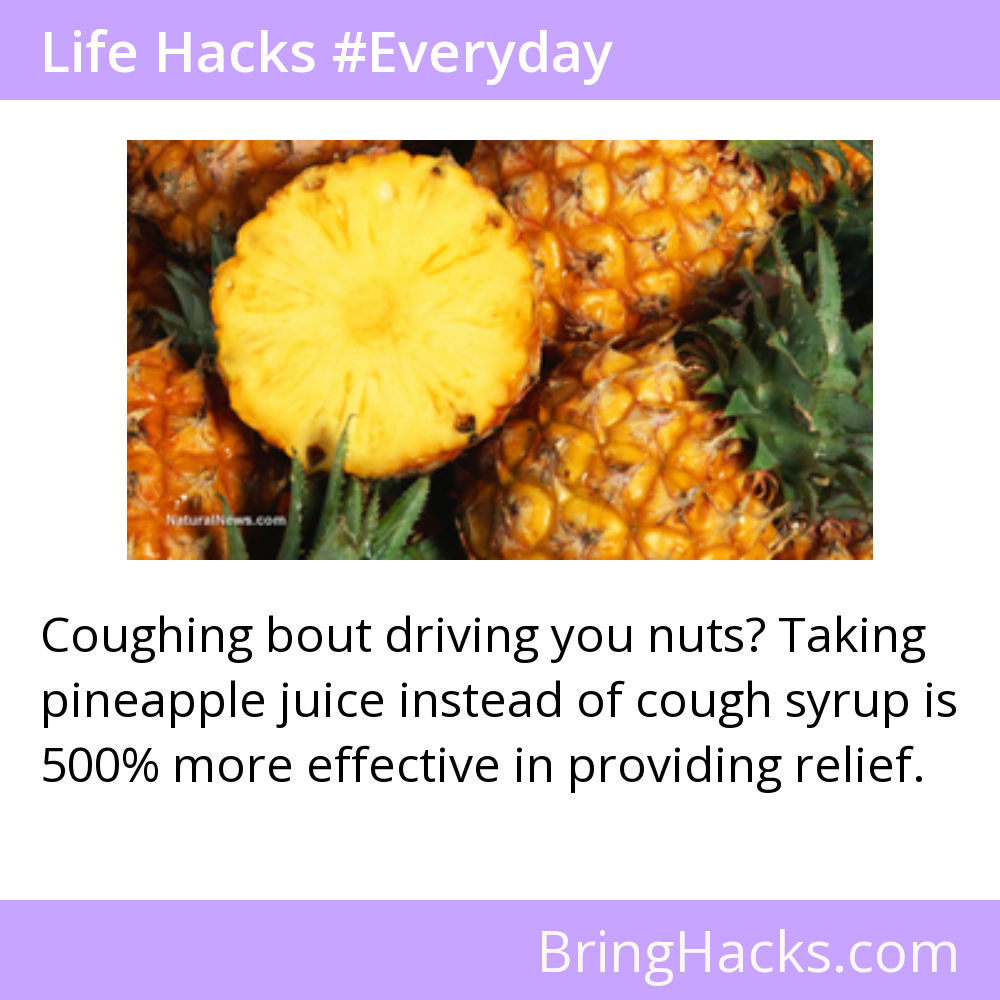 Life Hacks #Everyday
NaturalNews.com
Coughing bout driving you nuts? Taking
pineapple juice instead of cough syrup is
500% more effective in providing relief.
BringHacks.com